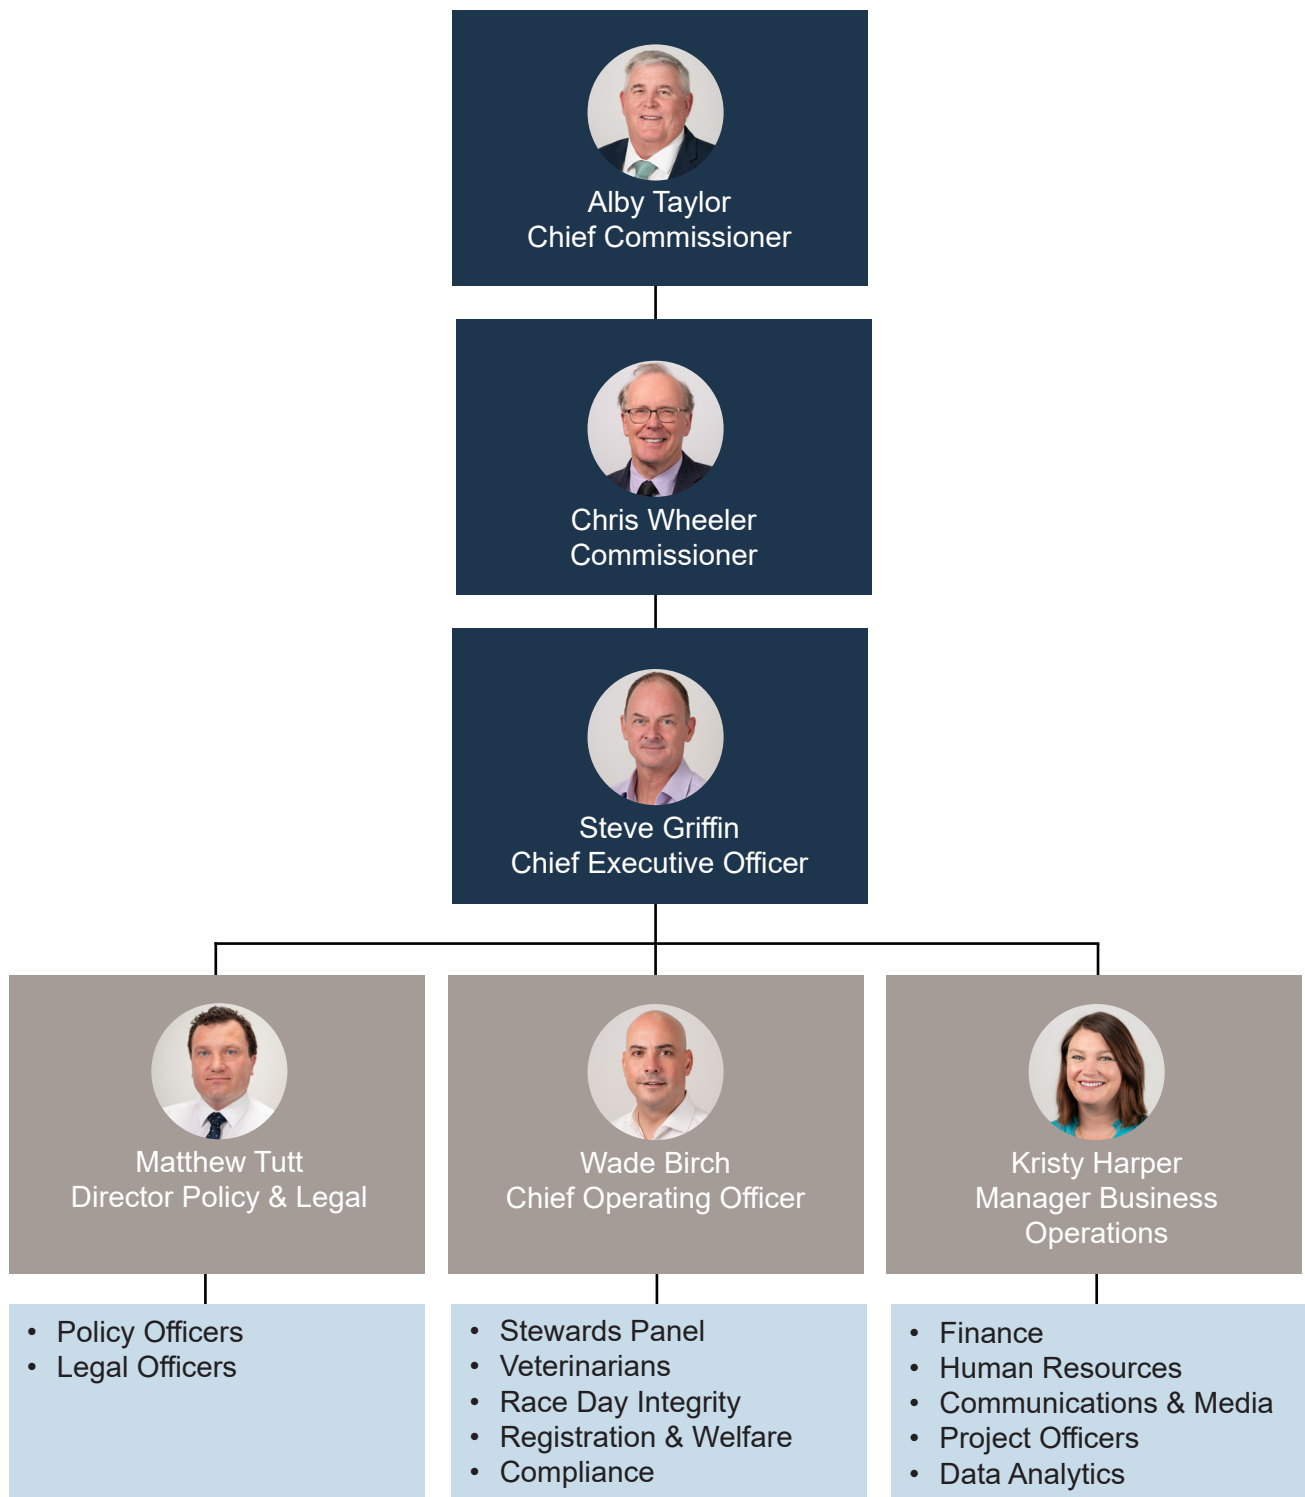 Alby Taylor
Chief Commissioner
Chris Wheeler
Commissioner
Steve Griffin
Chief Executive Officer
Matthew Tutt
Director Policy & Legal
Wade Birch
Chief Operating Officer
Kristy Harper
Manager Business
Operations
• Policy Officers
• Legal Officers
• Stewards Panel
• Veterinarians
• Race Day Integrity
• Registration & Welfare
• Compliance
• Finance
• Human Resources
• Communications & Media
• Project Officers
• Data Analytics